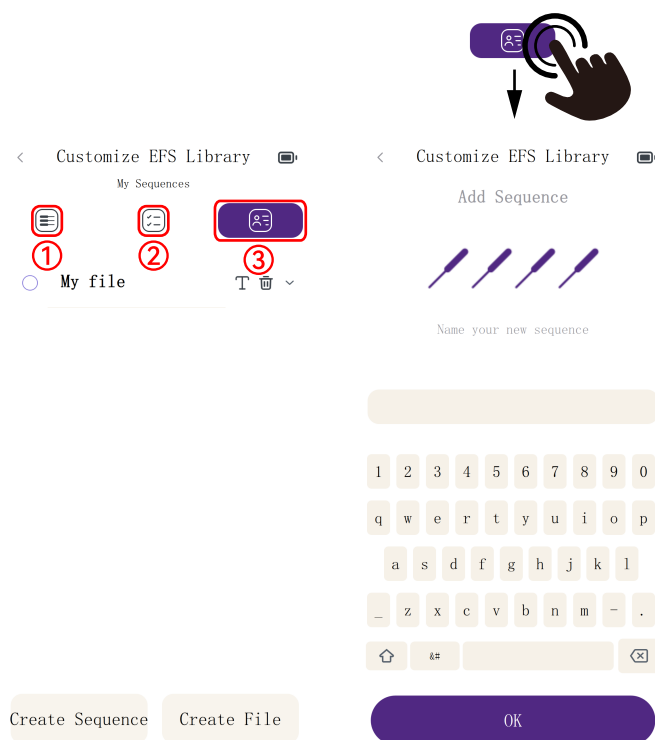 Customize EFS Library
My Sequences
①
②
③
My file
Create Sequence
Create File
Customize EFS Library
Add Sequence
Name your new sequence
1 2 3 4 5 6 7 8 9 0
q w e r t y u i o p
a s d f g h j k l
_ z x c v b n m - .
&#
OK